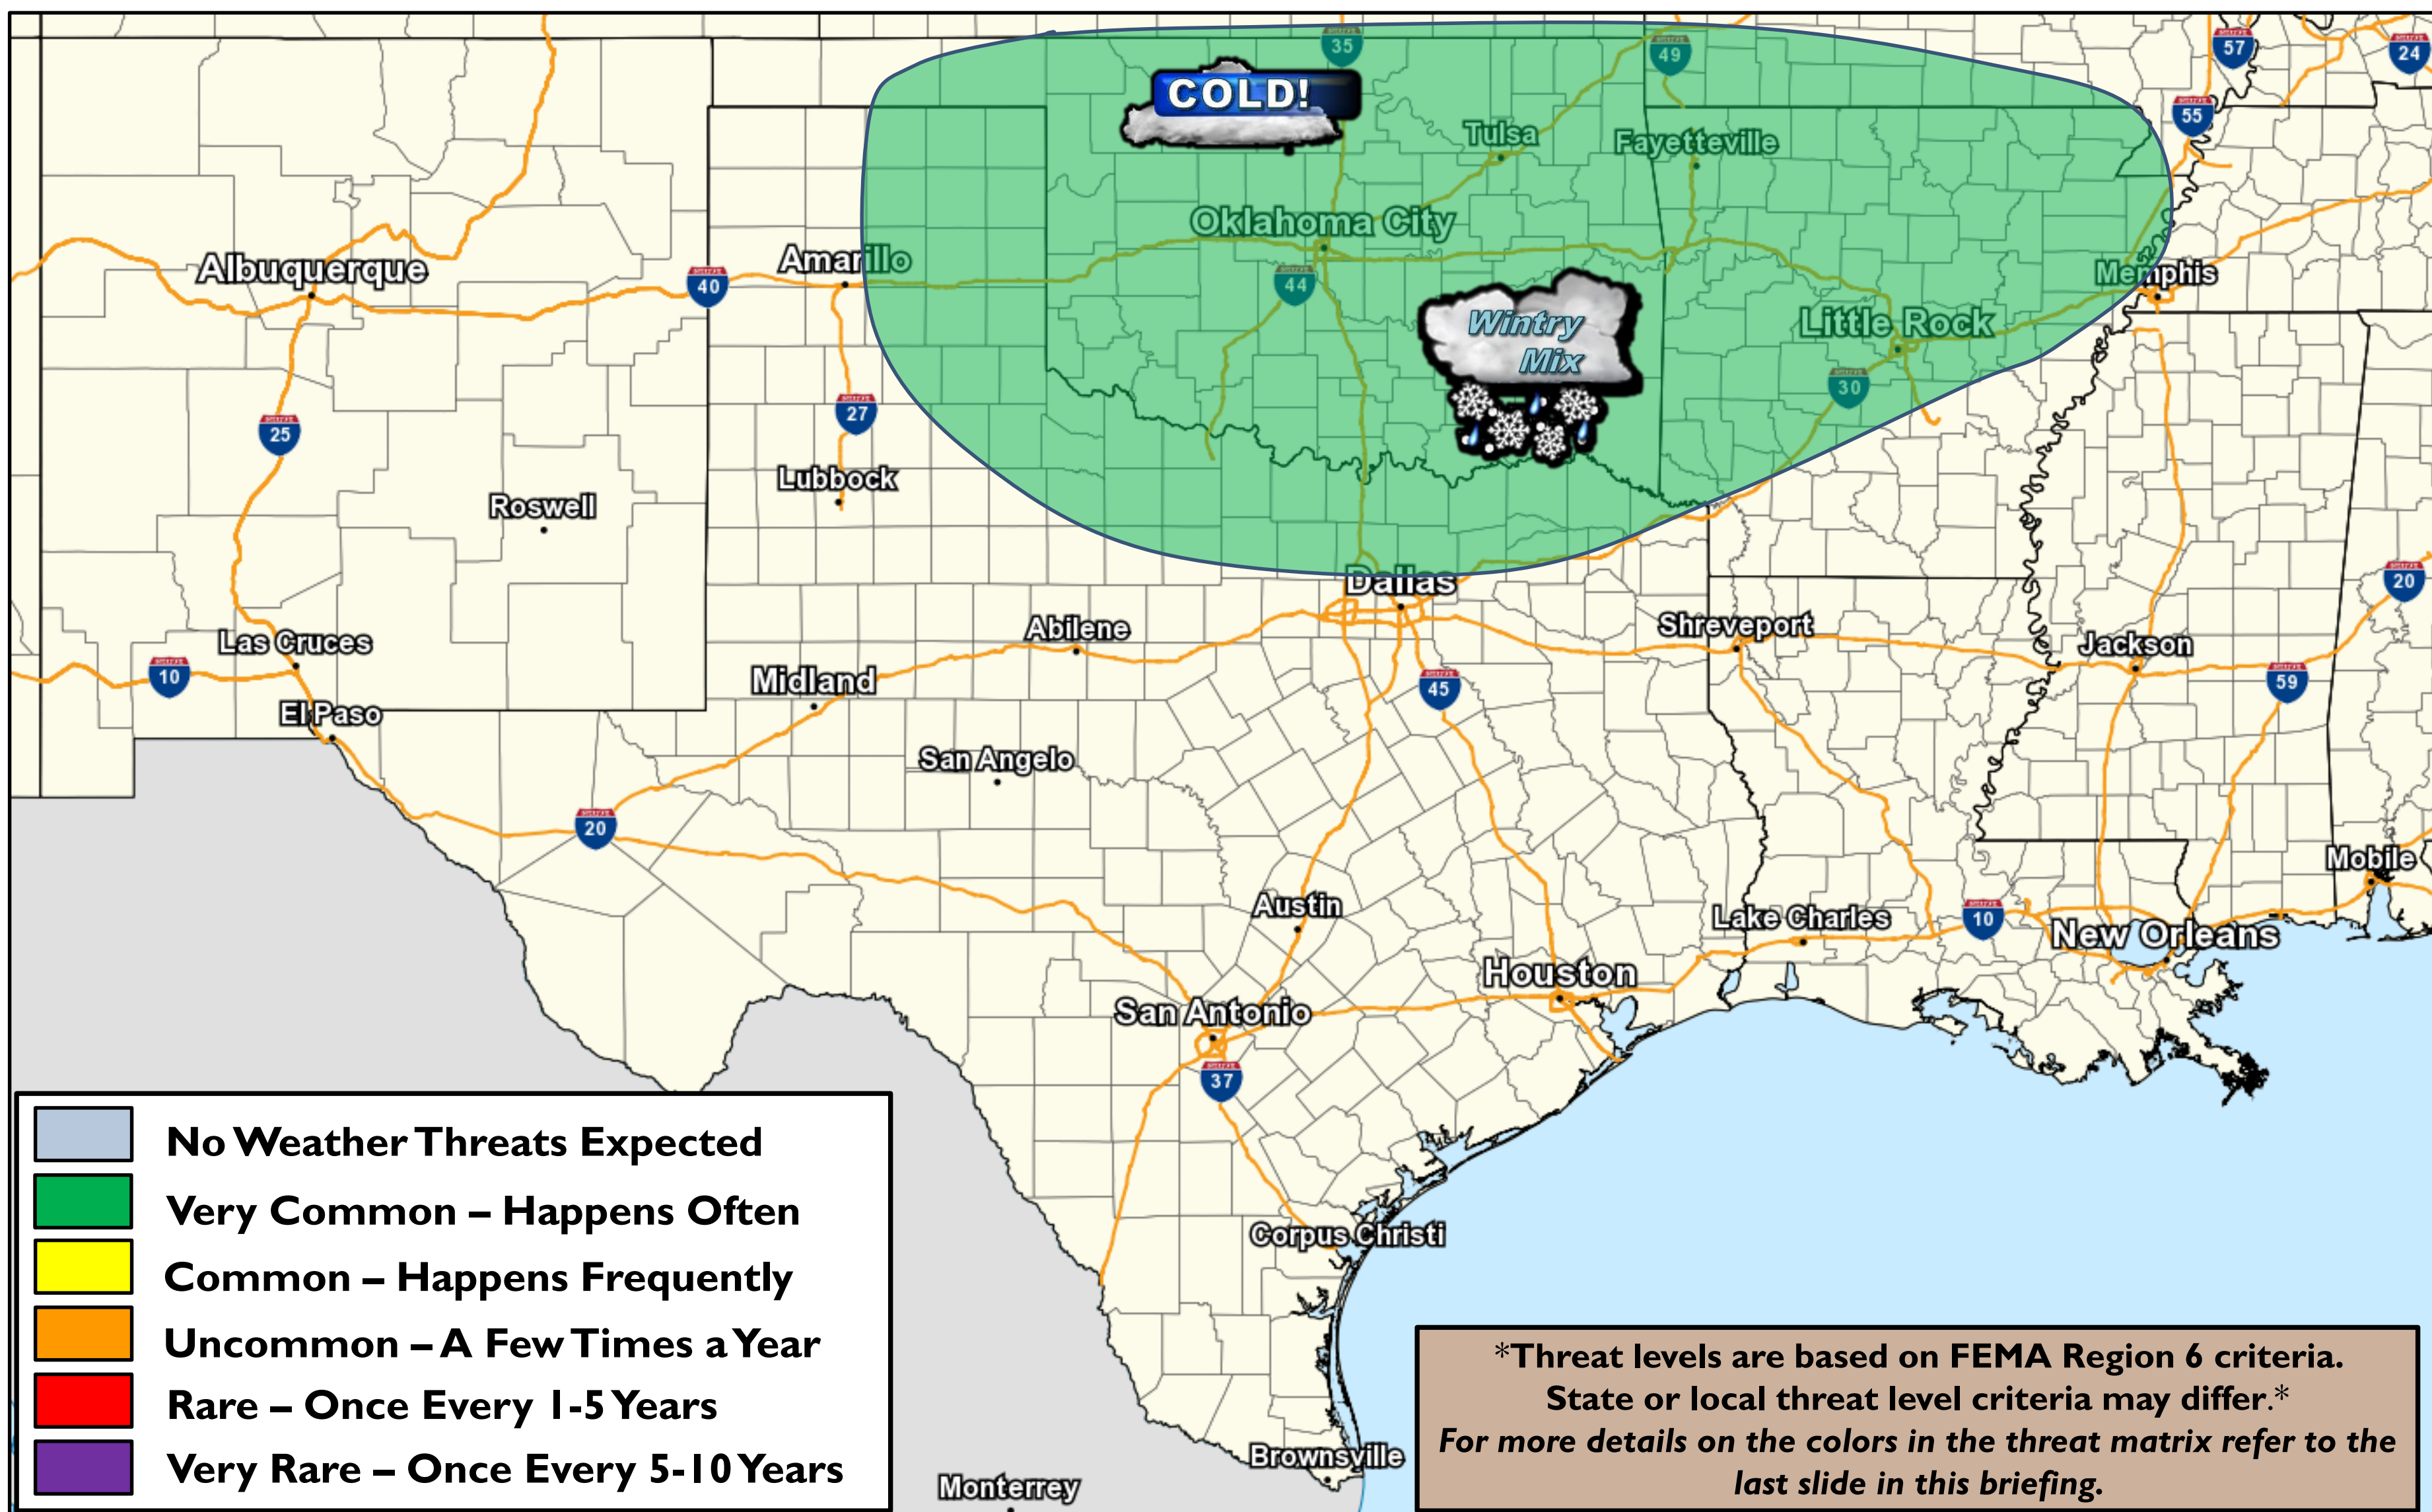 35
49
57
24
COLD!
55
Tulsa
Fayetteville
Oklahoma City
Albuquerque
Amarillo
40
44
Memphis
Wintry
Mix
Little Rock
30
27
25
Lubbock
Roswell
Dallas
20
Abilene
Shreveport
Las Cruces
Jackson
10
Midland
45
59
El Paso
San Angelo
20
Mobile
Austin
Lake Charles
10
New Orleans
Houston
San Antonio
37
Corpus Christi
Brownsville
Monterrey
No Weather Threats Expected
Very Common – Happens Often
Common – Happens Frequently
Uncommon – A Few Times a Year
Rare – Once Every 1-5 Years
Very Rare – Once Every 5-10 Years
*Threat levels are based on FEMA Region 6 criteria.
State or local threat level criteria may differ.*
For more details on the colors in the threat matrix refer to the
last slide in this briefing.